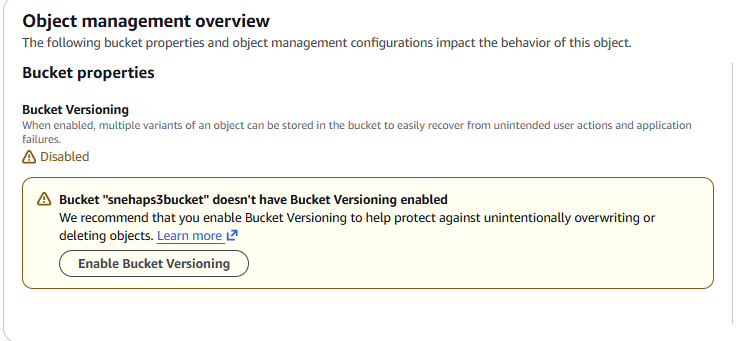 Object management overview
The following bucket properties and object management configurations impact the behavior of this object.
Bucket properties
Bucket Versioning
When enabled, multiple variants of an object can be stored in the bucket to easily recover from unintended user actions and application
failures.
Disabled
Bucket "snehaps3bucket" doesn't have Bucket Versioning enabled
We recommend that you enable Bucket Versioning to help protect against unintentionally overwriting or
deleting objects. Learn more
Enable Bucket Versioning